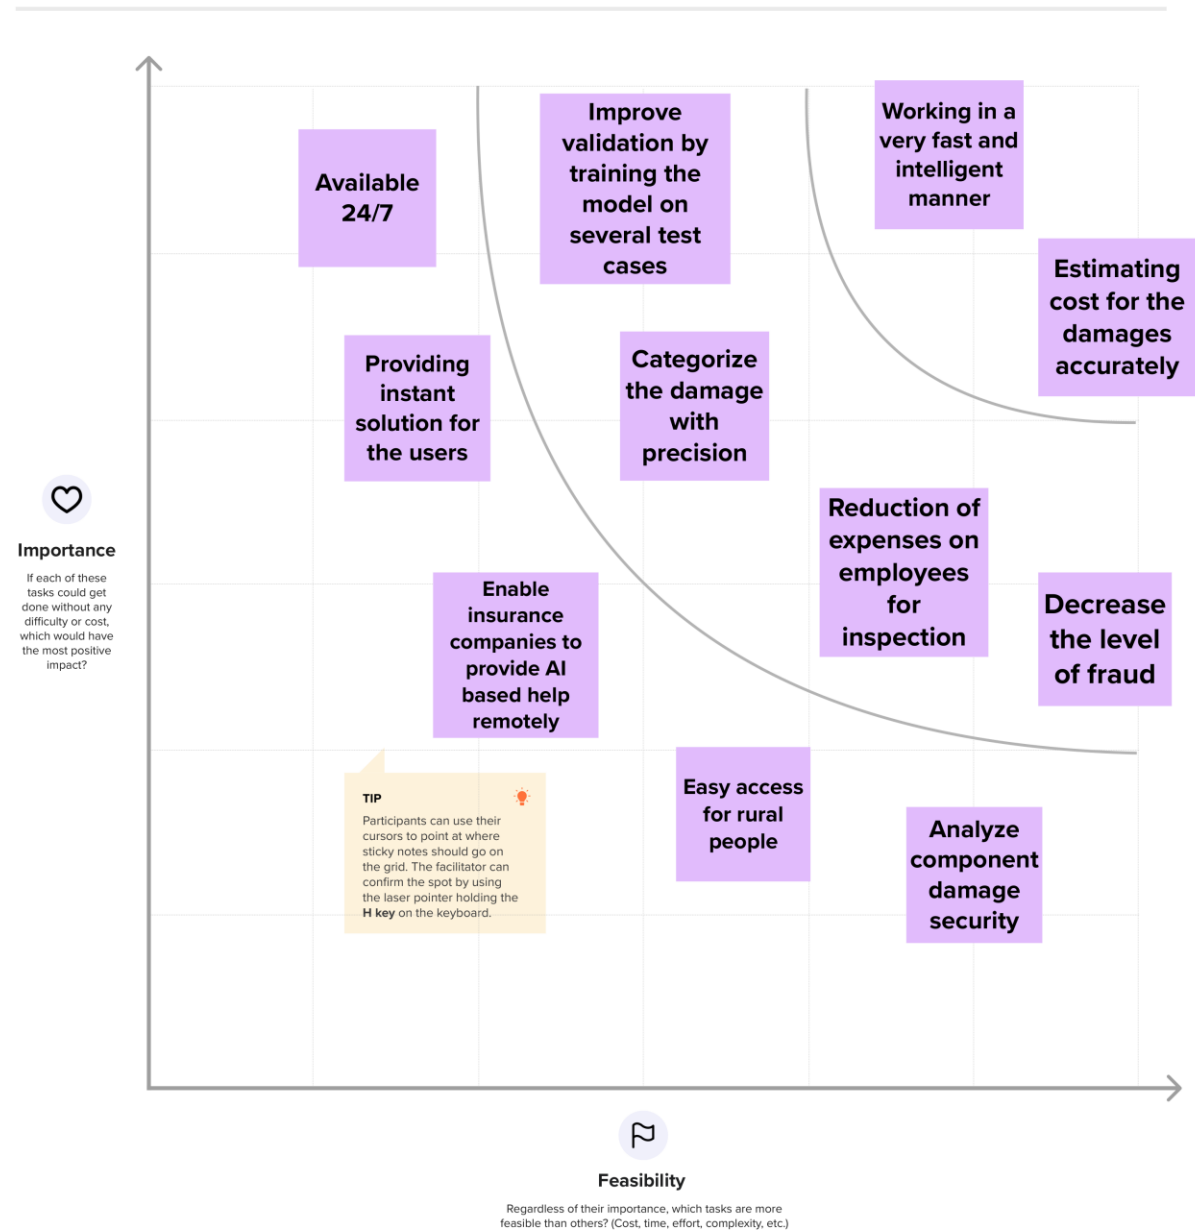 Available
24/7
Improve
validation by
training the
model on
several test
cases
Working in a
very fast and
intelligent
manner
Estimating
cost for the
damages
accurately
Providing
instant
solution for
the users
Categorize
the damage
with
precision
Importance
If each of these
tasks could get
done without any
difficulty or cost,
which would have
the most positive
impact?
Reduction of
expenses on
employees
for
inspection
Enable
insurance
companies to
provide AI
based help
remotely
Decrease
the level
of fraud
TIP
Participants can use their
cursors to point at where
sticky notes should go on
the grid. The facilitator can
confirm the spot by using
the laser pointer holding the
H key on the keyboard.
Easy access
for rural
people
Analyze
component
damage
security
Feasibility
Regardless of their importance, which tasks are more
feasible than others? (Cost, time, effort, complexity, etc.)